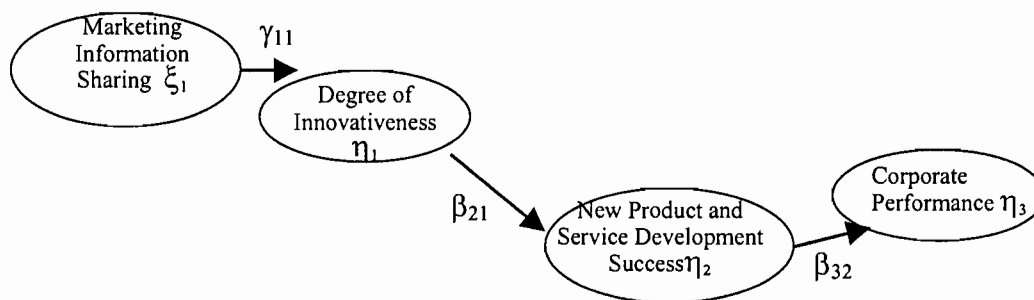 Marketing
Information
Sharing ξ₁
γ₁₁
Degree of
Innovativeness
η₁
β₂₁
New Product and
Service Development
Successη₂
β₃₂
Corporate
Performance η₃